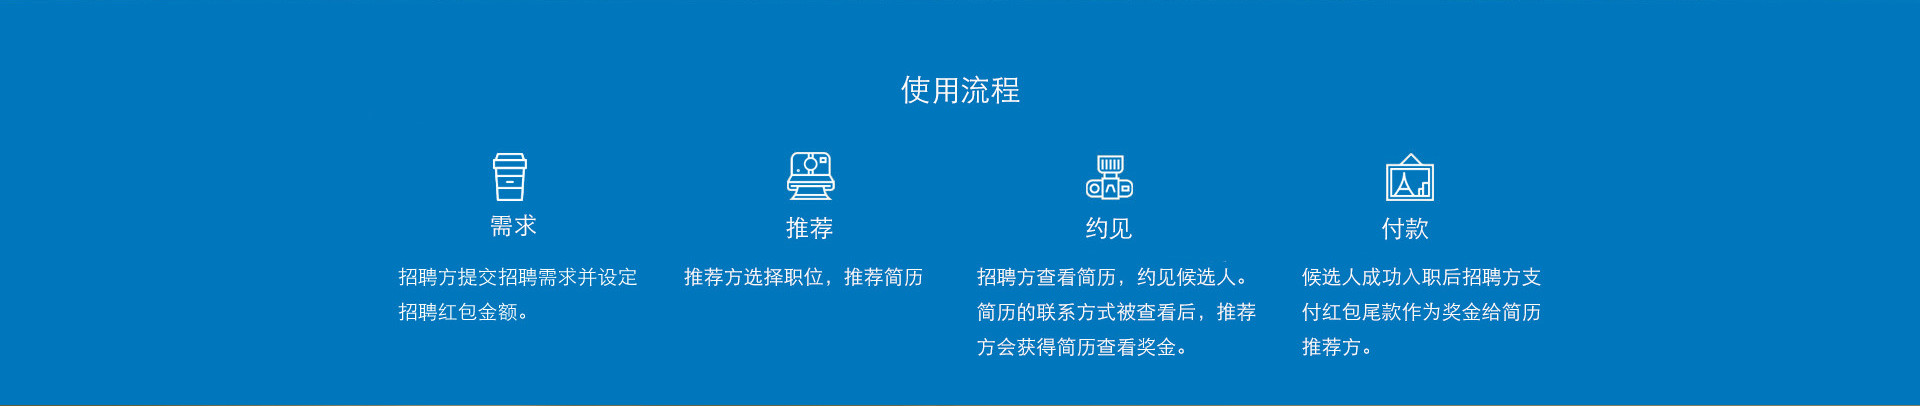 使用流程
需求
招聘方提交招聘需求并设定
招聘红包金额。
推荐
推荐方选择职位，推荐简历
约见
招聘方查看简历，约见候选人。
简历的联系方式被查看后，推荐
方会获得简历查看奖金。
付款
候选人成功入职后招聘方支
付红包尾款作为奖金给简历
推荐方。